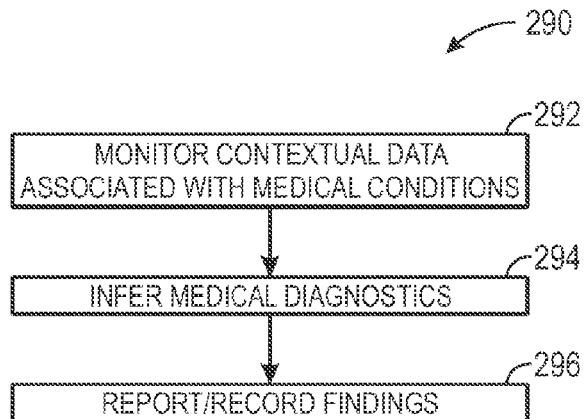 290
292
MONITOR CONTEXTUAL DATA
ASSOCIATED WITH MEDICAL CONDITIONS
294
INFER MEDICAL DIAGNOSTICS
296
REPORT/RECORD FINDINGS